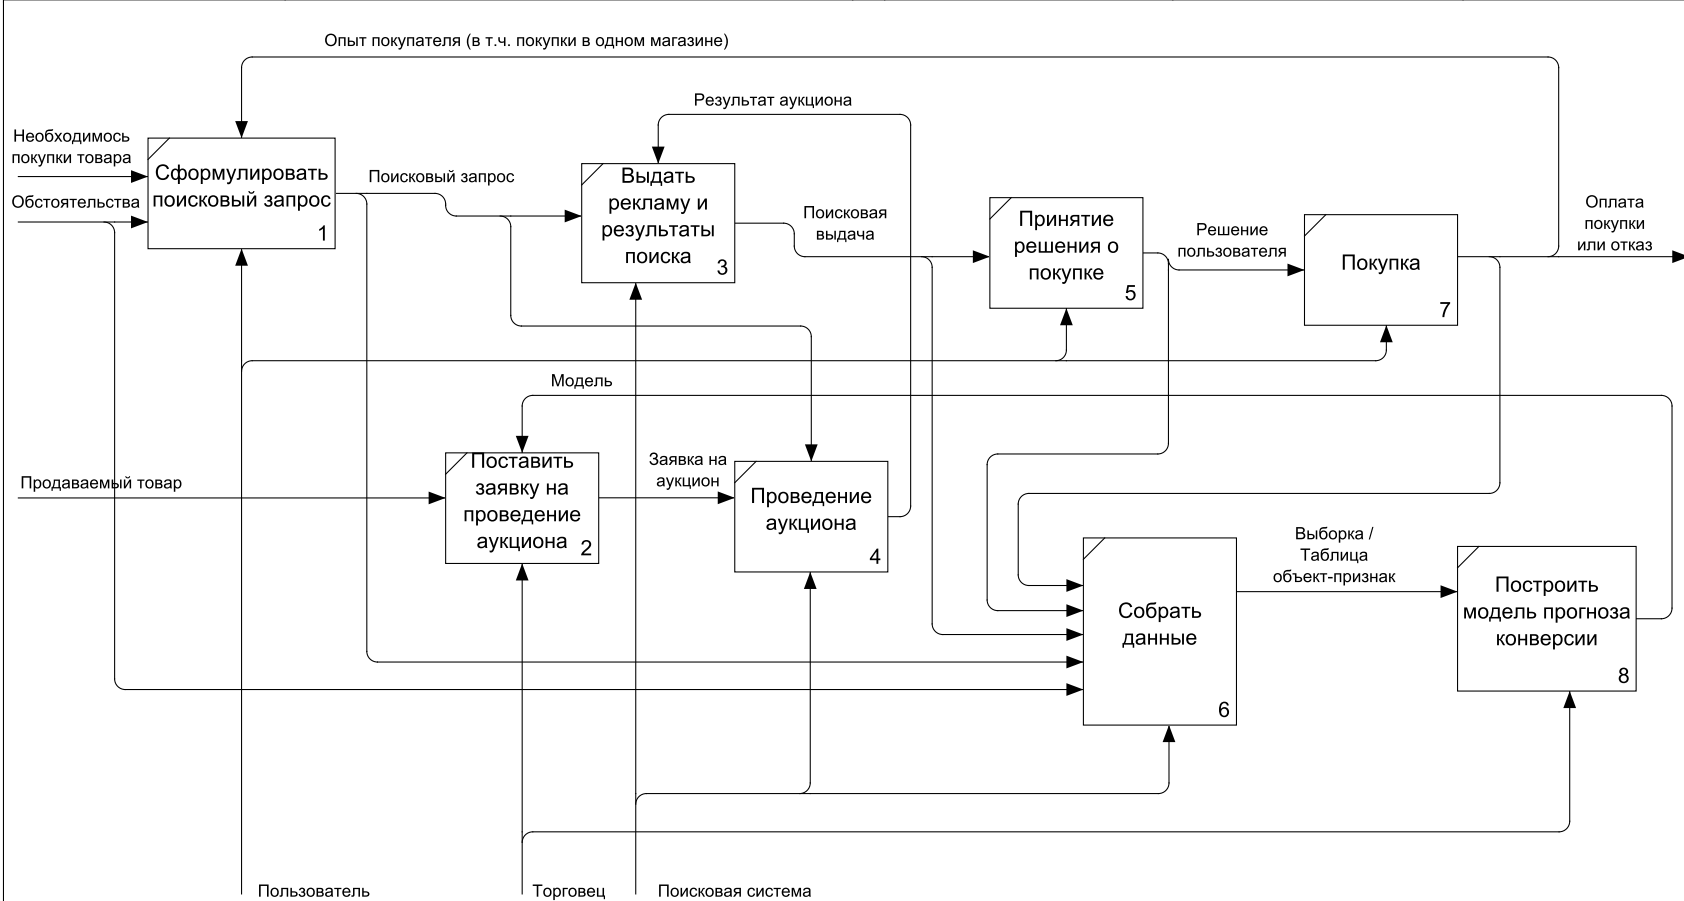 Опыт покупателя (в т.ч. покупки в одном магазине)
Результат аукциона
Необходимось
покупки товара
Обстоятельства
Сформулировать
поисковый запрос
1
Поисковый запрос
Выдать
рекламу и
результаты
поиска
3
Поисковая
выдача
Принятие
решения о
покупке
5
Решение
пользователя
Покупка
7
Оплата
покупки
или отказ
Модель
Продаваемый товар
Поставить
заявку на
проведение
аукциона
2
Заявка на
аукцион
Проведение
аукциона
4
Собрать
данные
6
Выборка /
Таблица
объект-признак
Построить
модель прогноза
конверсии
8
Пользователь
Торговец
Поисковая система